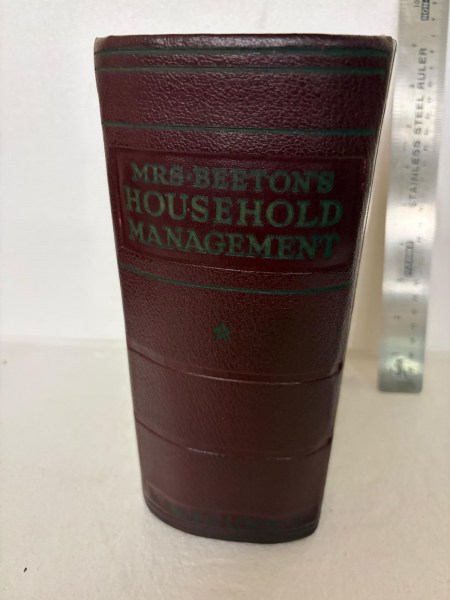 MRS·BEETON'S
HOUSEHOLD
MANAGEMENT
STAINLESS STEEL RULER